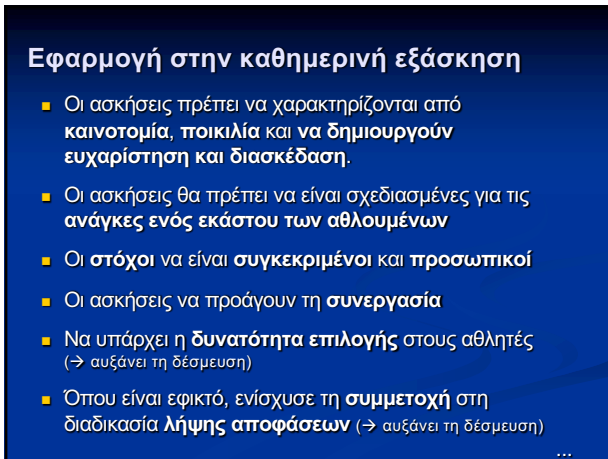 Εφαρμογή στην καθημερινή εξάσκηση
Οι ασκήσεις πρέπει να χαρακτηρίζονται από
καινοτομία, ποικιλία και να δημιουργούν
ευχαρίστηση και διασκέδαση.
Οι ασκήσεις θα πρέπει να είναι σχεδιασμένες για τις
ανάγκες ενός εκάστου των αθλουμένων
Οι στόχοι να είναι συγκεκριμένοι και προσωπικοί
Οι ασκήσεις να προάγουν τη συνεργασία
Να υπάρχει η δυνατότητα επιλογής στους αθλητές
(→ αυξάνει τη δέσμευση)
Όπου είναι εφικτό, ενίσχυσε τη συμμετοχή στη
διαδικασία λήψης αποφάσεων (→ αυξάνει τη δέσμευση)
...